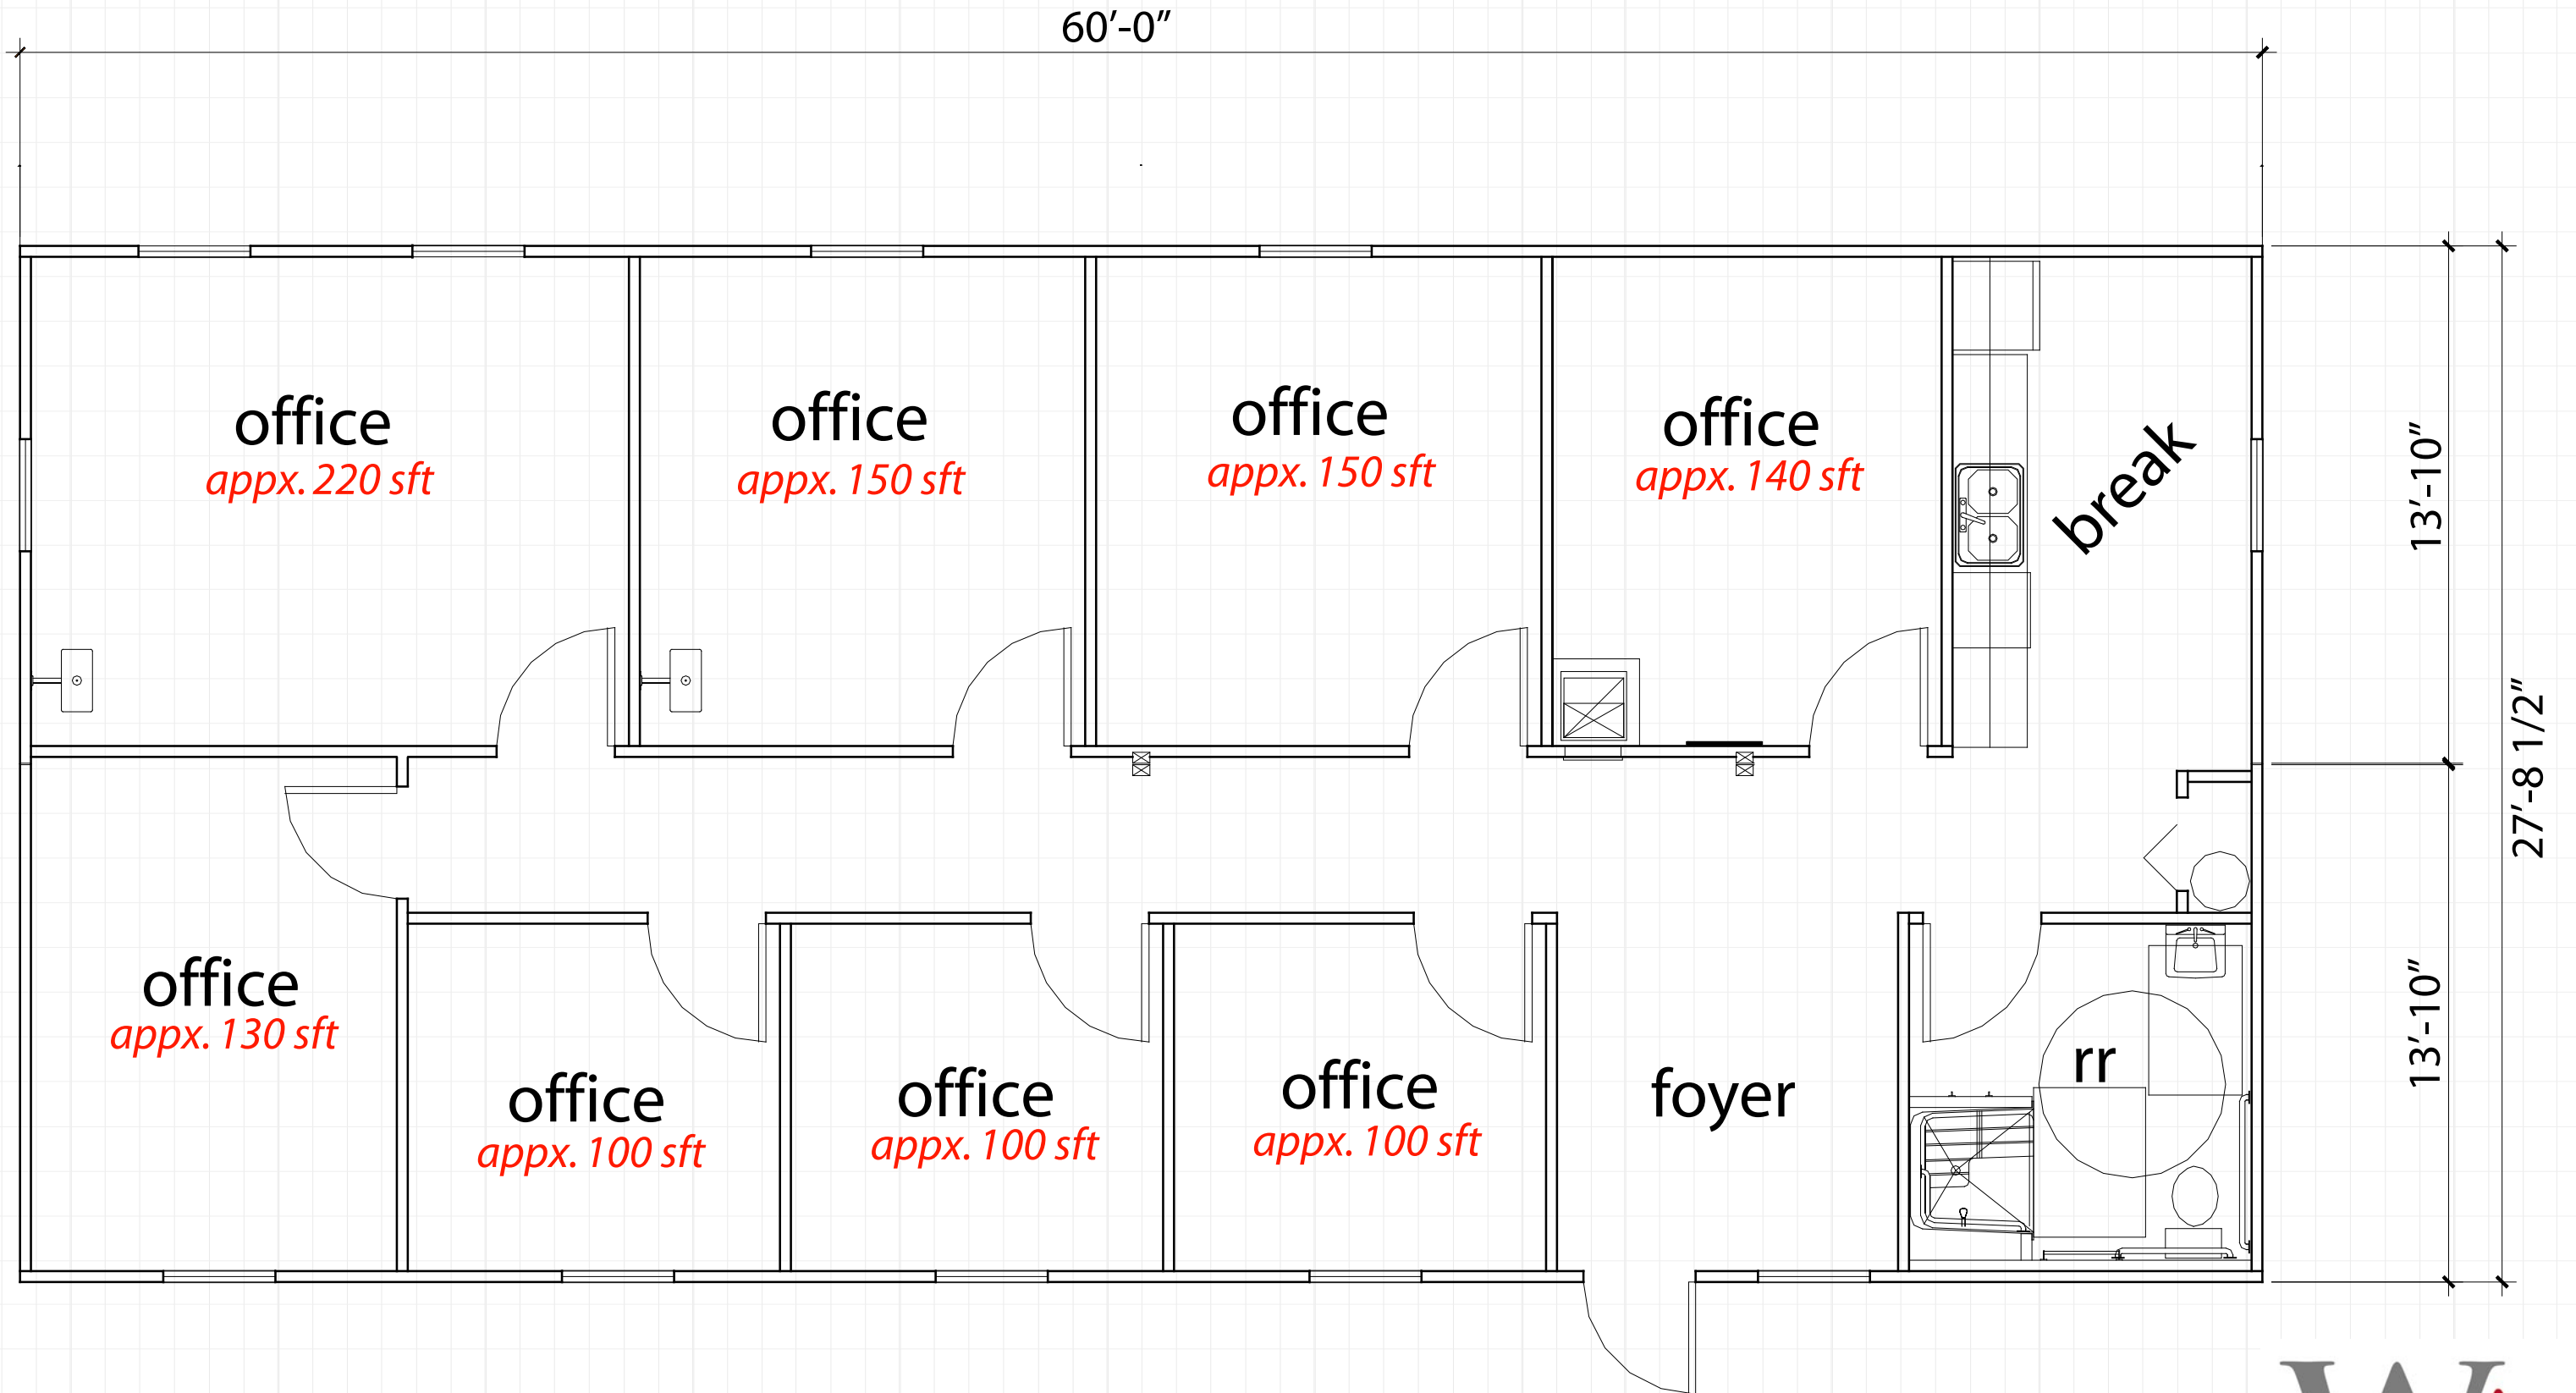 60’-0”
office
appx. 220 sft
office
appx. 150 sft
office
appx. 150 sft
office
appx. 140 sft
break
13’-10”
27’-8 1/2”
office
appx. 130 sft
office
appx. 100 sft
office
appx. 100 sft
office
appx. 100 sft
foyer
rr
13’-10”